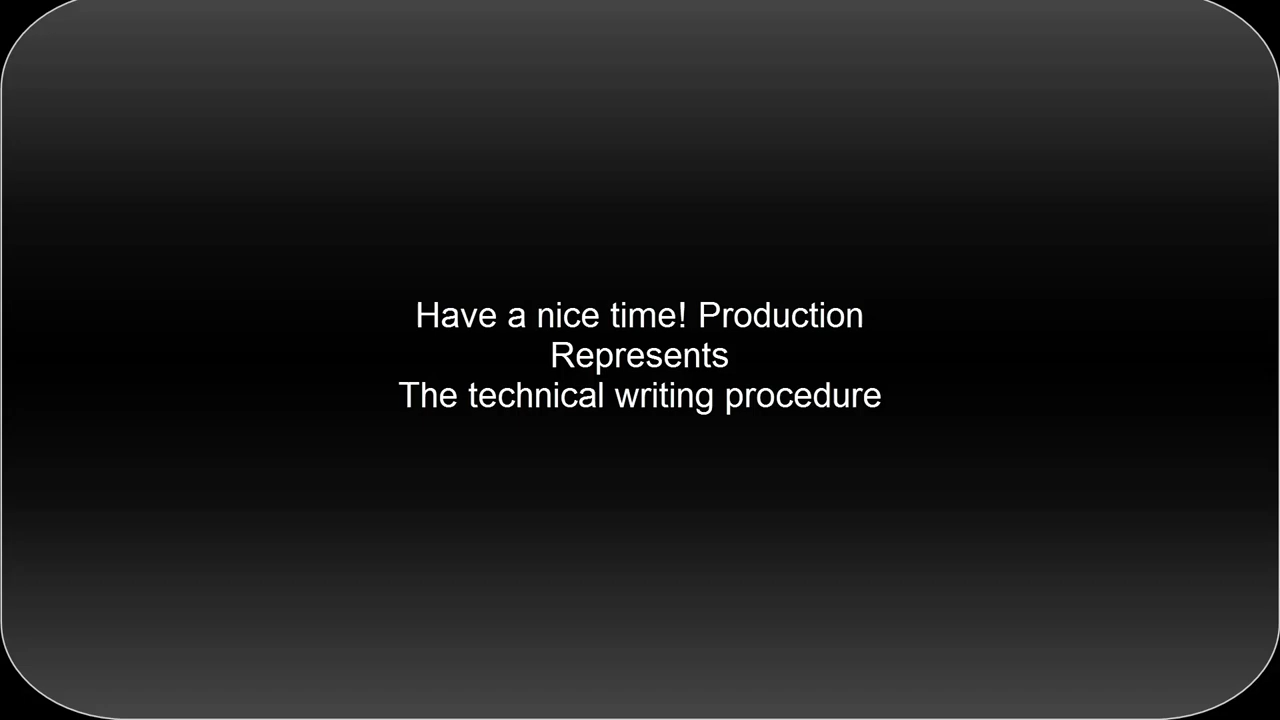 Have a nice time! Production
Represents
The technical writing procedure